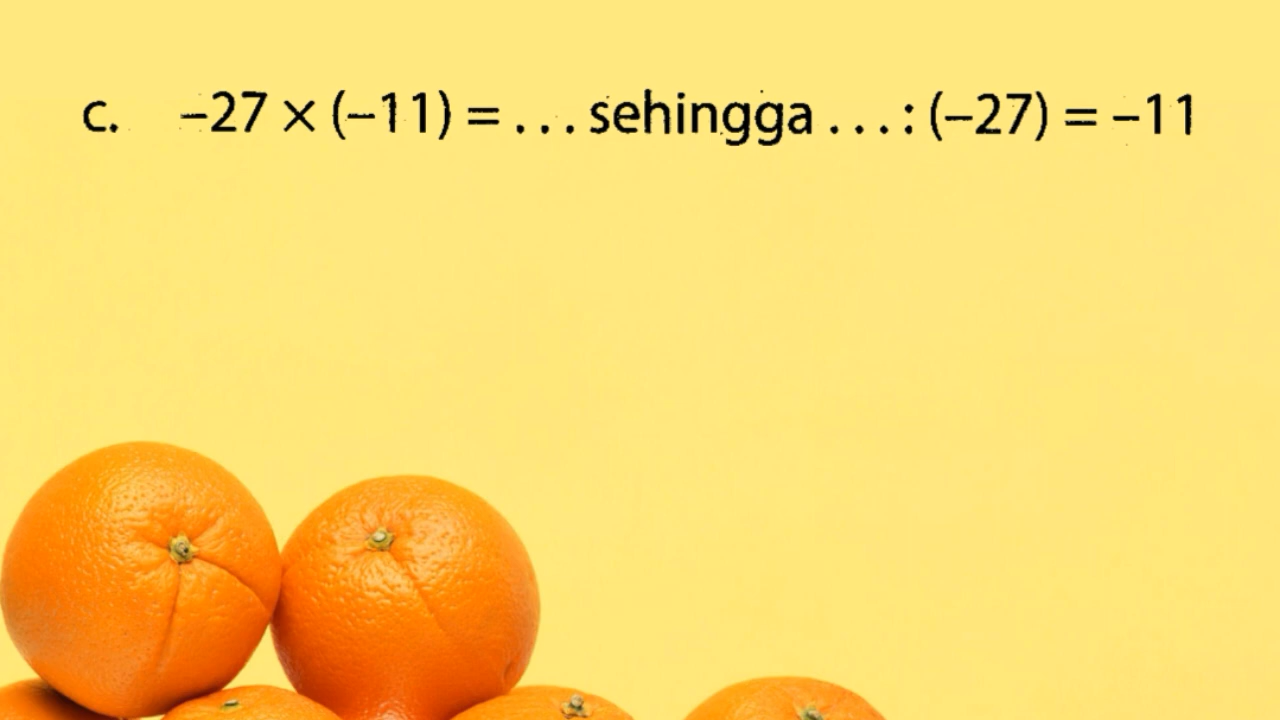 c. –27 × (–11) = . . . sehingga . . . : (–27) = –11